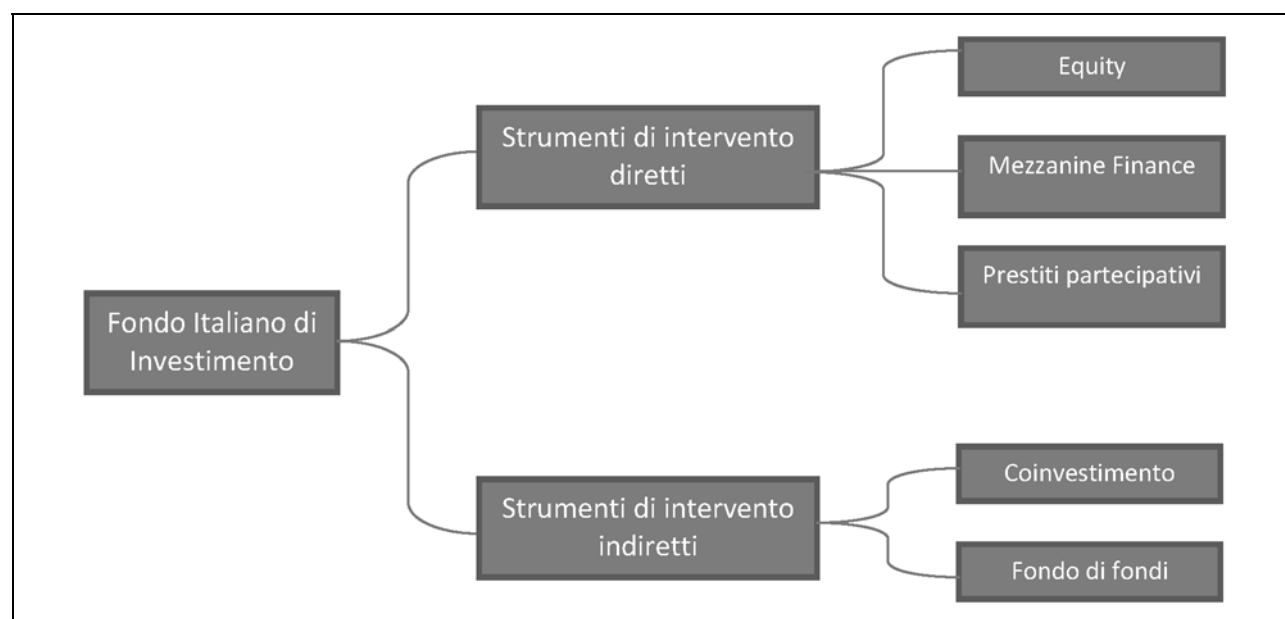 Fondo Italiano di
Investimento
Strumenti di intervento
diretti
Equity
Mezzanine Finance
Prestiti partecipativi
Strumenti di intervento
indiretti
Coinvestimento
Fondo di fondi